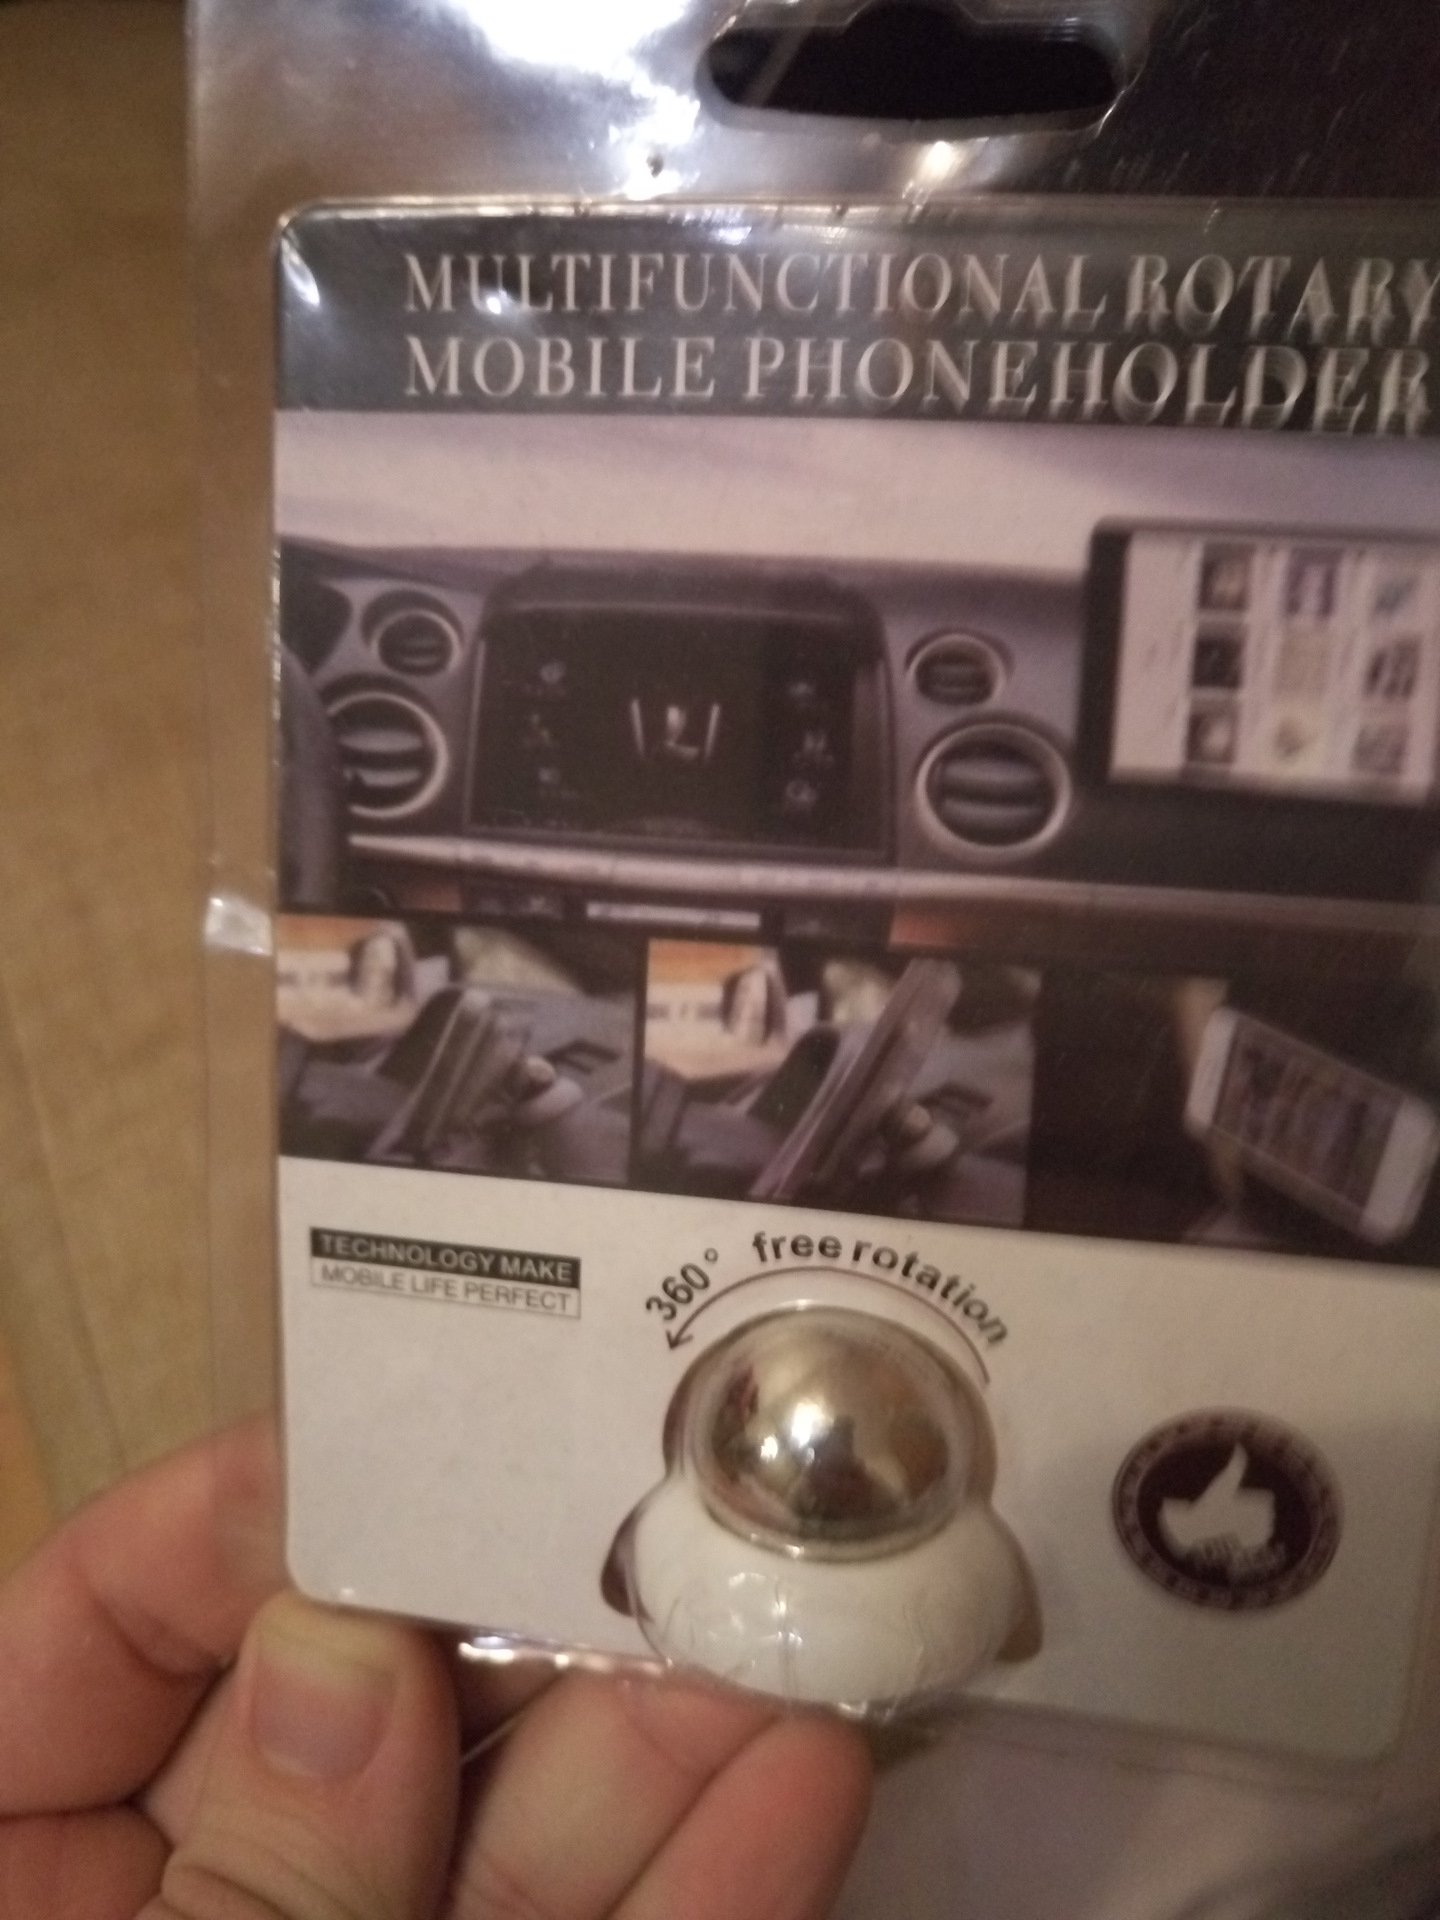 MULTIFUNCTIONAL ROTARY
MOBILE PHONEHOLDER
TECHNOLOGY MAKE
MOBILE LIFE PERFECT
360° free rotation